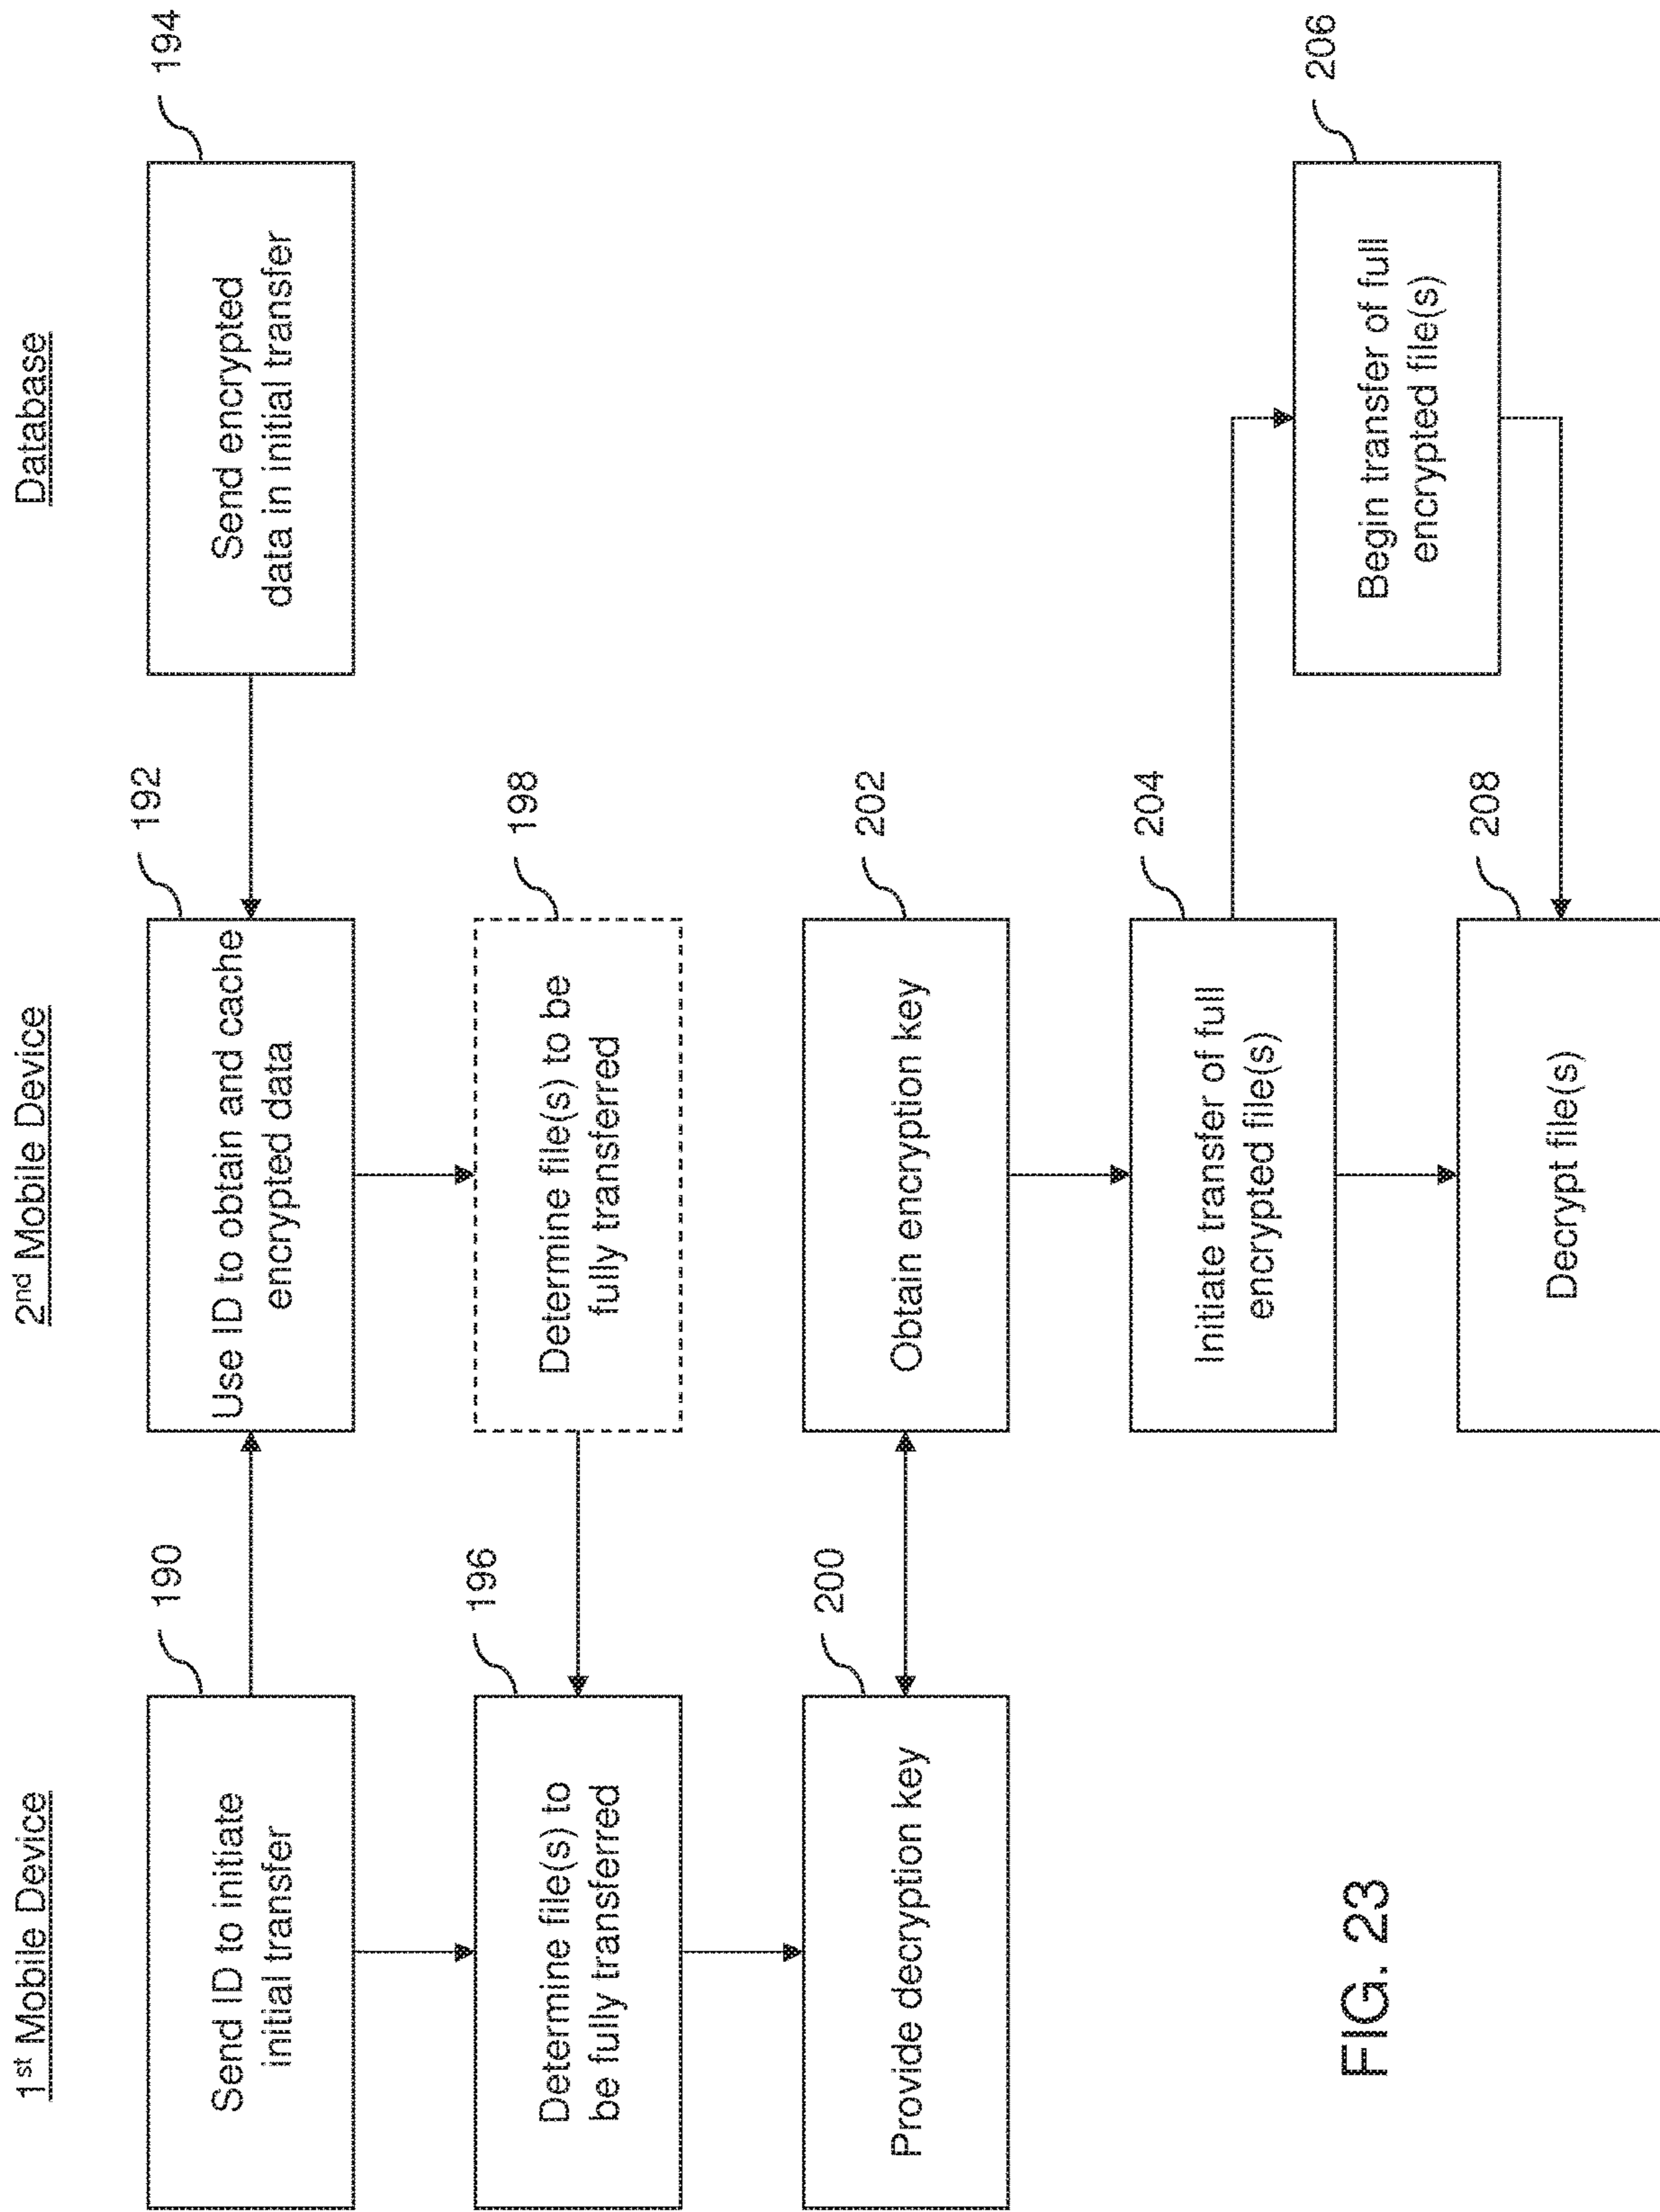 1st Mobile Device
2nd Mobile Device
Database
190
192
194
Send ID to initiate
initial transfer
Use ID to obtain and cache
encrypted data
Send encrypted
data in initial transfer
196
198
Determine file(s) to
be fully transferred
Determine file(s) to be
fully transferred
200
202
Provide decryption key
Obtain encryption key
204
Initiate transfer of full
encrypted file(s)
206
Begin transfer of full
encrypted file(s)
208
Decrypt file(s)
FIG. 23